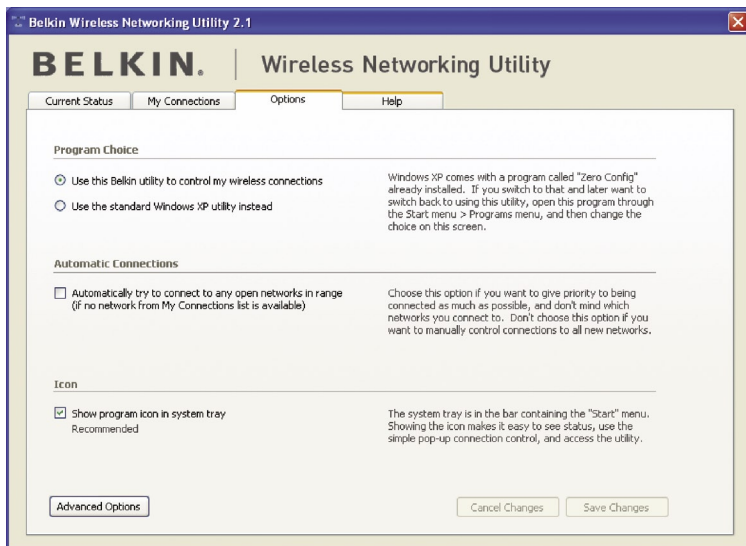 Belkin Wireless Networking Utility 2.1
BELKIN. Wireless Networking Utility
Current Status My Connections Options Help
Program Choice
Use this Belkin utility to control my wireless connections
Use the standard Windows XP utility instead
Windows XP comes with a program called "Zero Config"
already installed. If you switch to that and later want to
switch back to using this utility, open this program through
the Start menu > Programs menu, and then change the
choice on this screen.
Automatic Connections
Automatically try to connect to any open networks in range
(if no network from My Connections list is available)
Choose this option if you want to give priority to being
connected as much as possible, and don't mind which
networks you connect to. Don't choose this option if you
want to manually control connections to all new networks.
Icon
Show program icon in system tray
Recommended
The system tray is in the bar containing the "Start" menu.
Showing the icon makes it easy to see status, use the
simple pop-up connection control, and access the utility.
Advanced Options
Cancel Changes
Save Changes